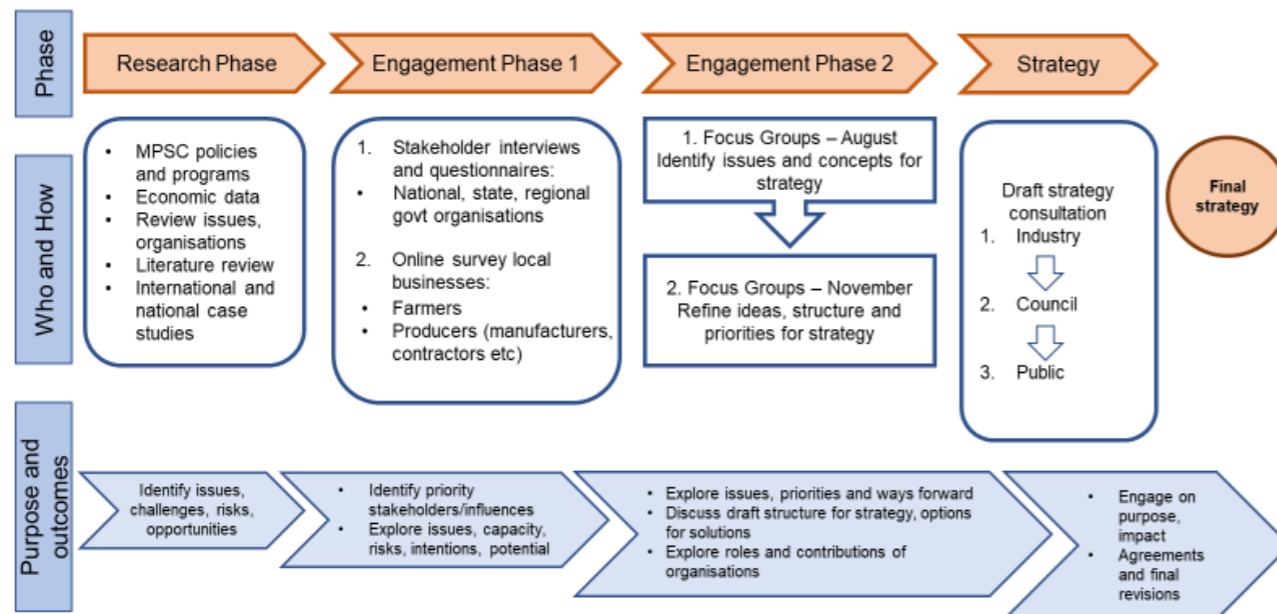 Phase
Research Phase
Engagement Phase 1
Engagement Phase 2
Strategy
Who and How
• MPSC policies
and programs
• Economic data
• Review issues,
organisations
• Literature review
• International and
national case
studies
1. Stakeholder interviews
and questionnaires:
• National, state, regional
govt organisations
2. Online survey local
businesses:
• Farmers
• Producers (manufacturers,
contractors etc)
1. Focus Groups – August
Identify issues and concepts for
strategy
2. Focus Groups – November
Refine ideas, structure and
priorities for strategy
Draft strategy
consultation
1. Industry
2. Council
3. Public
Final
strategy
Purpose and
outcomes
Identify issues,
challenges, risks,
opportunities
• Identify priority
stakeholders/influences
• Explore issues, capacity,
risks, intentions, potential
• Explore issues, priorities and ways forward
• Discuss draft structure for strategy, options
for solutions
• Explore roles and contributions of
organisations
• Engage on
purpose,
impact
• Agreements
and final
revisions